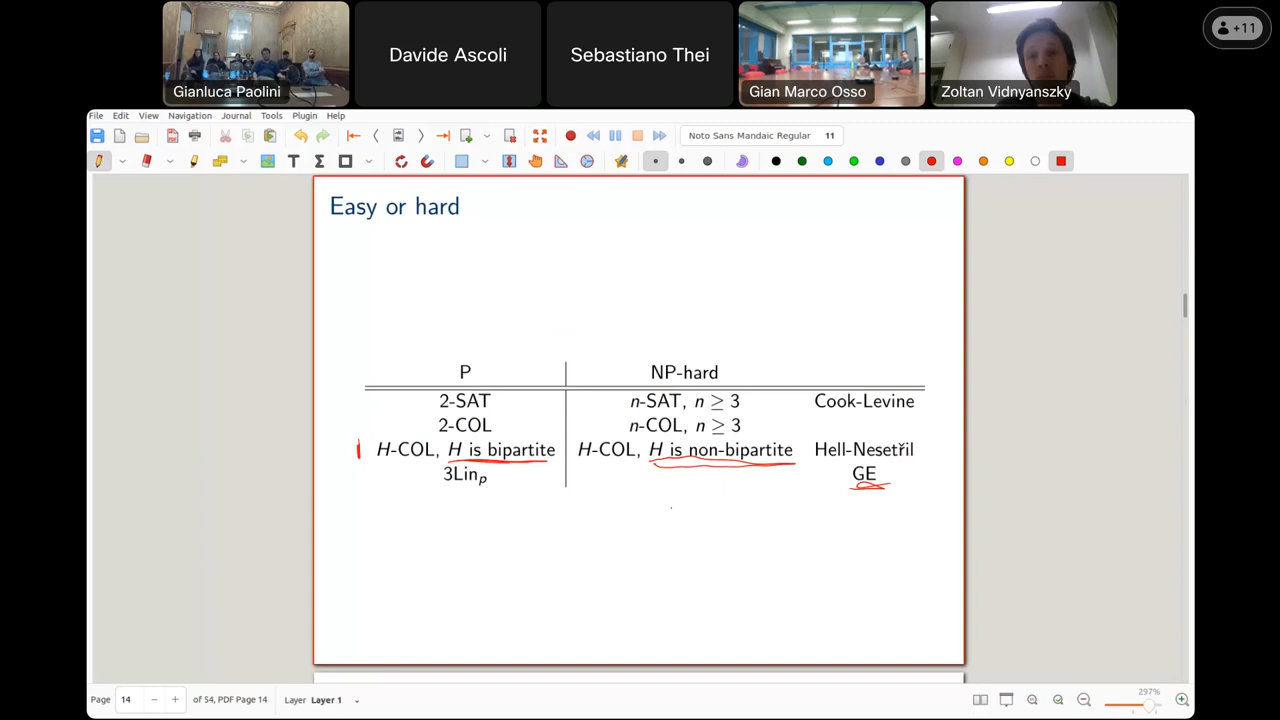 Davide Ascoli
Sebastiano Thei
+11
Gianluca Paolini
Gian Marco Osso
Zoltan Vidnyanszky
File Edit View Navigation Journal Tools Plugin Help
Noto Sans Mandaic Regular 11
Easy or hard
P NP-hard
2-SAT n-SAT, n ≥ 3 Cook-Levine
2-COL n-COL, n ≥ 3
H-COL, H is bipartite H-COL, H is non-bipartite Hell-Nesetřil
3Linₚ GE
Page 14 of 54, PDF Page 14 Layer Layer 1 297%